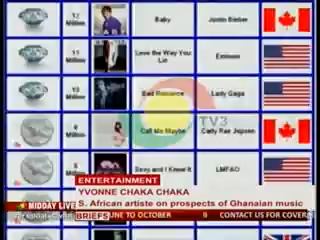 12 Million Baby Justin Bieber
11 Million Love the Way You Lie Eminem
10 Million Bad Romance Lady Gaga
9 Million Call Me Maybe Carly Rae Jepsen
8 Million Sexy and I Know It LMFAO
TV3
ENTERTAINMENT
YVONNE CHAKA CHAKA
S. African artiste on prospects of Ghanaian music
MIDDAY LIVE
BRIEFS
UNE TO OCTOBER 9 CONTACT US FOR COVER